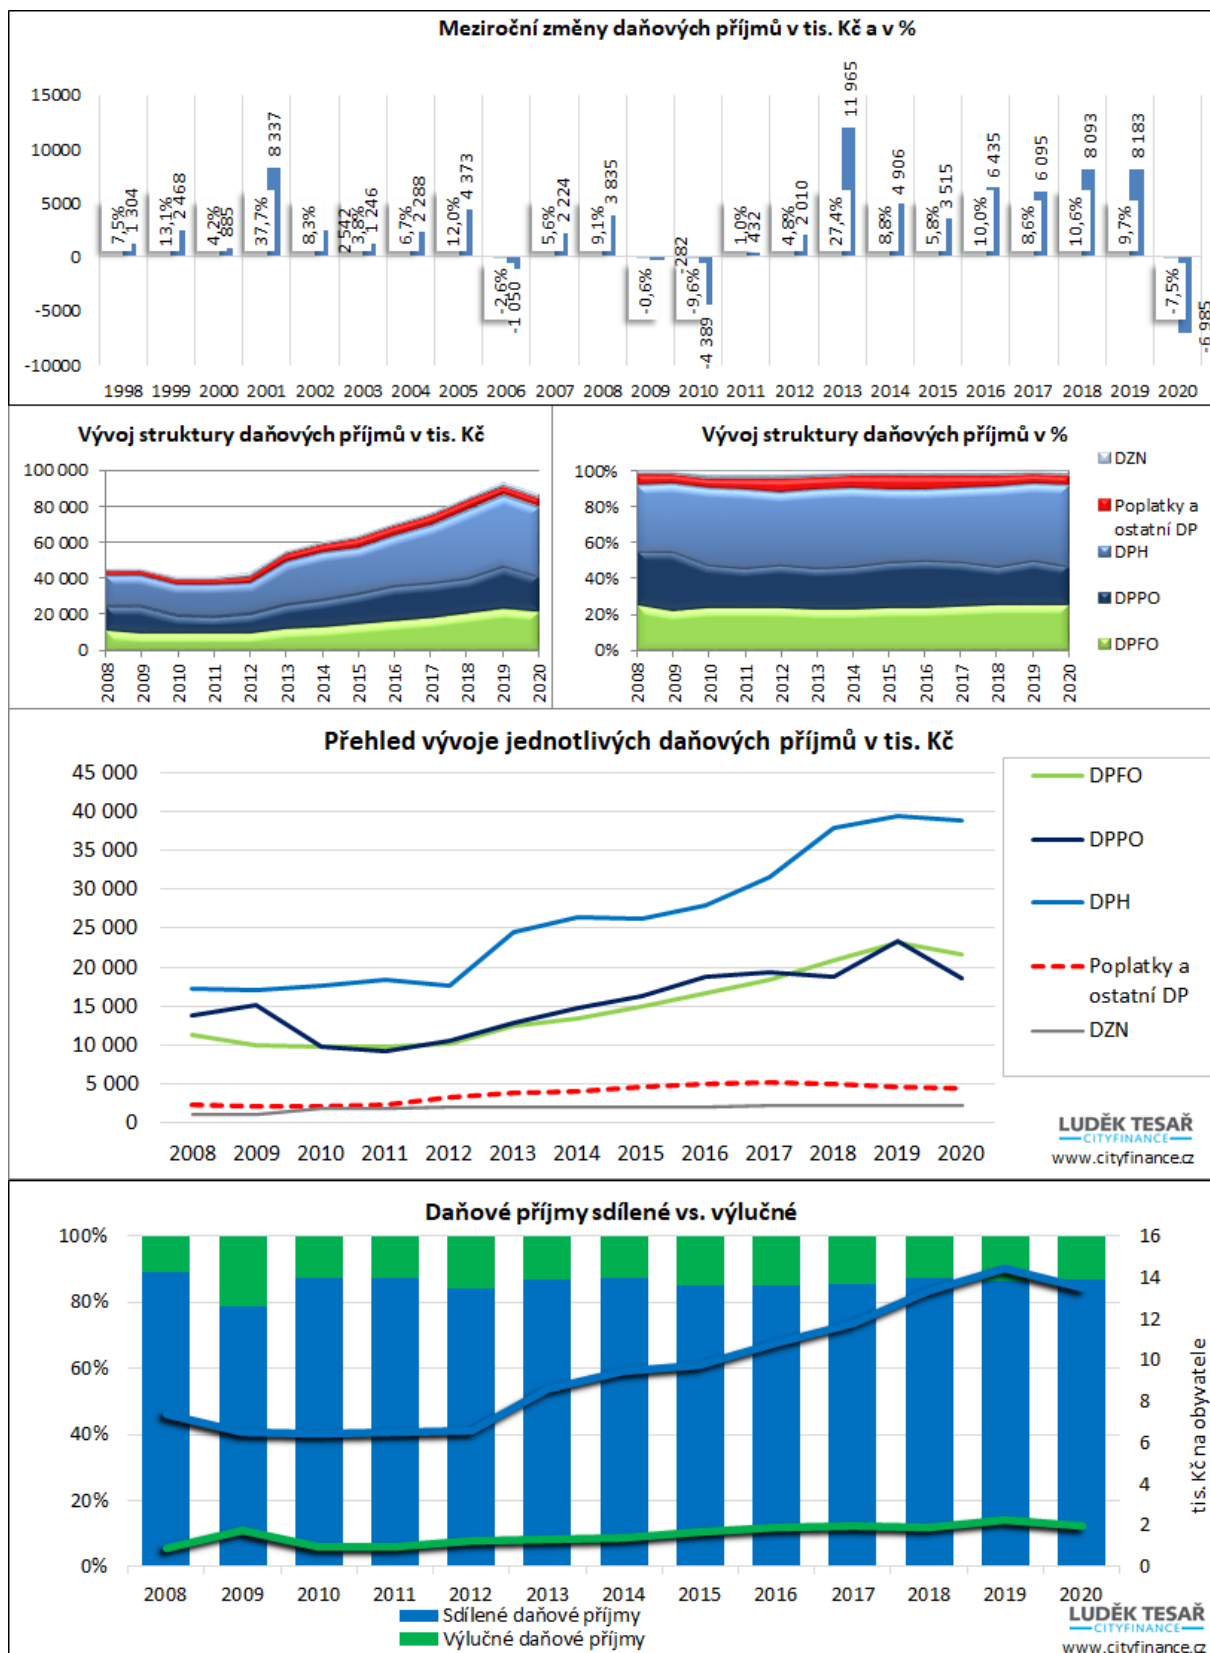 Meziroční změny daňových příjmů v tis. Kč a v %
15000
10000
5000
0
-5000
-10000
7,5% 1 304
13,1% 2 468
4,2% 885
37,7% 8 337
8,3% 2 542
3,8% 1 246
6,7% 2 288
12,0% 4 373
-2,6% -1 050
5,6% 2 224
9,1% 3 835
-0,6% -282
-9,6% -4 389
1,0% 432
4,8% 2 010
27,4% 11 965
8,8% 4 906
5,8% 3 515
10,0% 6 435
8,6% 6 095
10,6% 8 093
9,7% 8 183
-7,5% -6 985
1998 1999 2000 2001 2002 2003 2004 2005 2006 2007 2008 2009 2010 2011 2012 2013 2014 2015 2016 2017 2018 2019 2020
Vývoj struktury daňových příjmů v tis. Kč
100 000
80 000
60 000
40 000
20 000
0
2008 2009 2010 2011 2012 2013 2014 2015 2016 2017 2018 2019 2020
Vývoj struktury daňových příjmů v %
100%
80%
60%
40%
20%
0%
2008 2009 2010 2011 2012 2013 2014 2015 2016 2017 2018 2019 2020
DZN
Poplatky a
ostatní DP
DPH
DPPO
DPFO
Přehled vývoje jednotlivých daňových příjmů v tis. Kč
45 000
40 000
35 000
30 000
25 000
20 000
15 000
10 000
5 000
0
2008 2009 2010 2011 2012 2013 2014 2015 2016 2017 2018 2019 2020
DPFO
DPPO
DPH
Poplatky a
ostatní DP
DZN
LUDĚK TESAŘ
CITYFINANCE
www.cityfinance.cz
Daňové příjmy sdílené vs. výlučné
100%
80%
60%
40%
20%
0%
16
14
12
10
8
6
4
2
0
tis. Kč na obyvatele
2008 2009 2010 2011 2012 2013 2014 2015 2016 2017 2018 2019 2020
Sdílené daňové příjmy
Výlučné daňové příjmy
LUDĚK TESAŘ
CITYFINANCE
www.cityfinance.cz